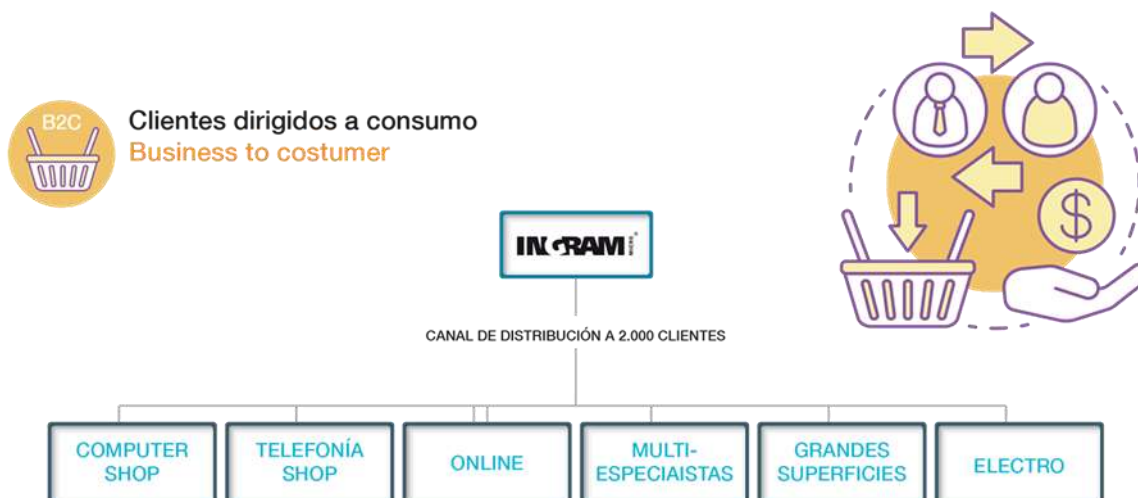 B2C
Clientes dirigidos a consumo
Business to costumer
INGRAM MICRO
CANAL DE DISTRIBUCIÓN A 2.000 CLIENTES
COMPUTER
SHOP
TELEFONÍA
SHOP
ONLINE
MULTI-
ESPECIAISTAS
GRANDES
SUPERFICIES
ELECTRO
$